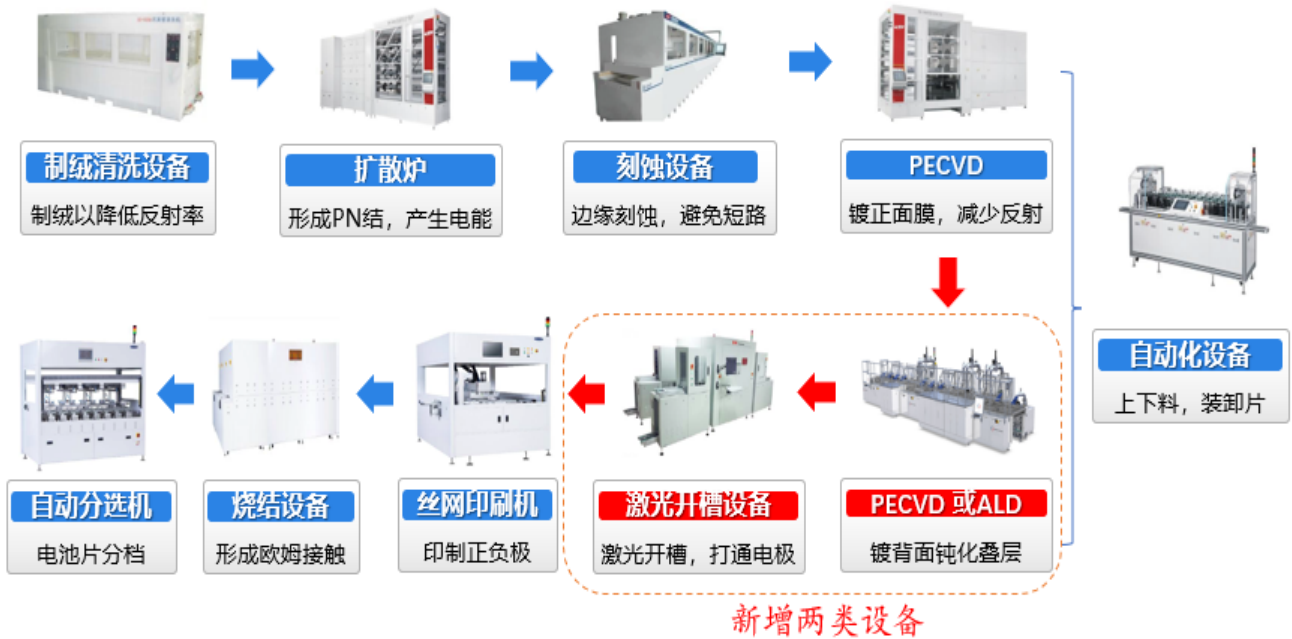 制绒清洗设备
制绒以降低反射率
扩散炉
形成PN结，产生电能
刻蚀设备
边缘刻蚀，避免短路
PECVD
镀正面膜，减少反射
自动化设备
上下料，装卸片
自动分选机
电池片分档
烧结设备
形成欧姆接触
丝网印刷机
印制正负极
激光开槽设备
激光开槽，打通电极
PECVD 或ALD
镀背面钝化叠层
新增两类设备